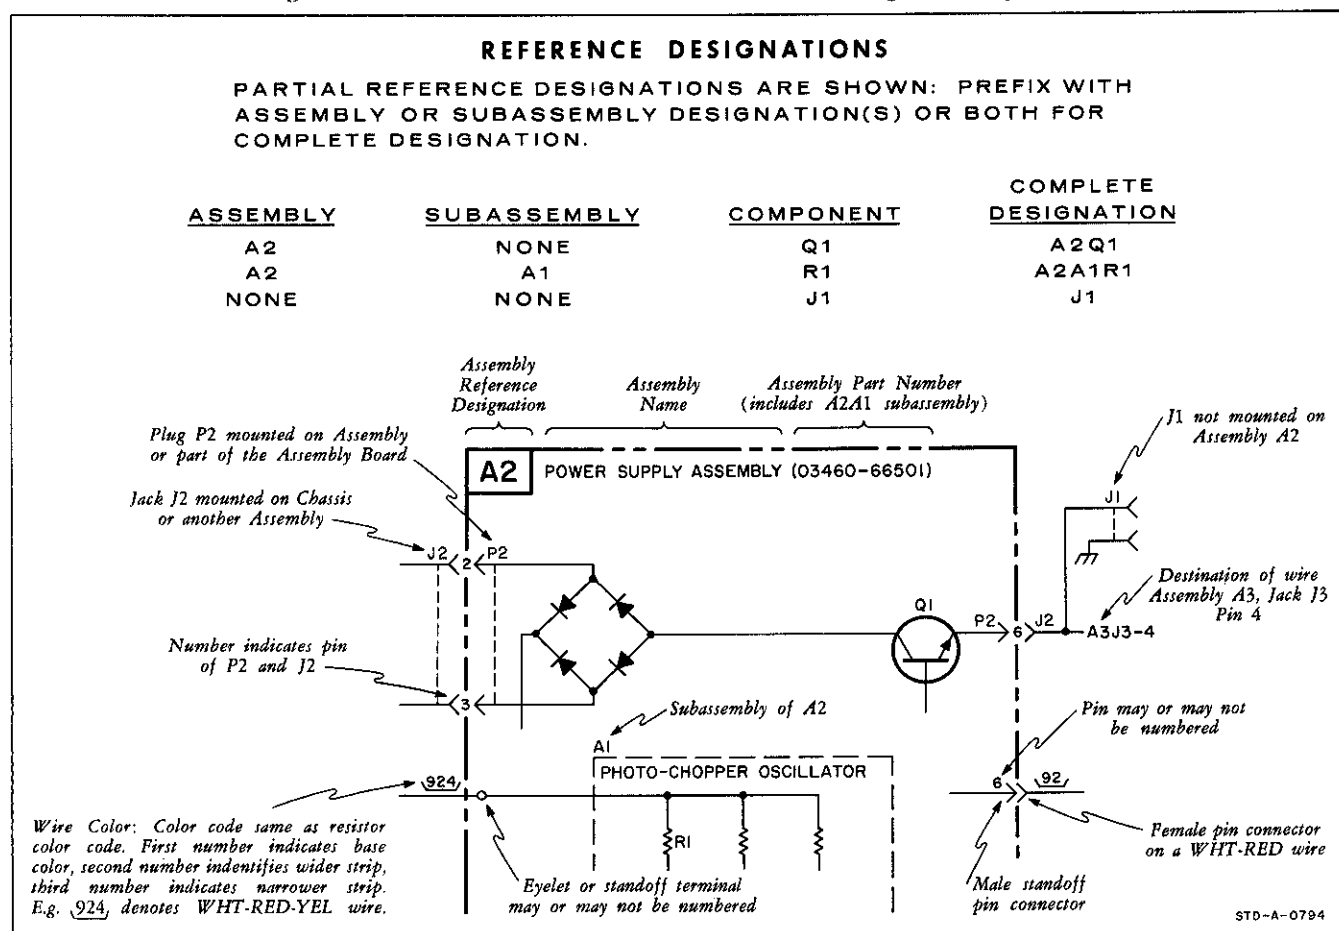 REFERENCE DESIGNATIONS
PARTIAL REFERENCE DESIGNATIONS ARE SHOWN: PREFIX WITH
ASSEMBLY OR SUBASSEMBLY DESIGNATION(S) OR BOTH FOR
COMPLETE DESIGNATION.
ASSEMBLY SUBASSEMBLY COMPONENT COMPLETE DESIGNATION
A2 NONE Q1 A2Q1
A2 A1 R1 A2A1R1
NONE NONE J1 J1
Assembly
Reference
Designation
Assembly
Name
Assembly Part Number
(includes A2A1 subassembly)
J1 not mounted on
Assembly A2
Plug P2 mounted on Assembly
or part of the Assembly Board
A2 POWER SUPPLY ASSEMBLY (03460-66501)
Jack J2 mounted on Chassis
or another Assembly
J1
J2 2 P2
Destination of wire
Assembly A3, Jack J3
Pin 4
Q1
P2 6 J2 A3J3-4
Number indicates pin
of P2 and J2
3
Subassembly of A2
Pin may or may not
be numbered
A1
PHOTO-CHOPPER OSCILLATOR
924
6 92
R1
Wire Color: Color code same as resistor
color code. First number indicates base
color, second number indentifies wider strip,
third number indicates narrower strip.
E.g. 924 denotes WHT-RED-YEL wire.
Eyelet or standoff terminal
may or may not be numbered
Male standoff
pin connector
Female pin connector
on a WHT-RED wire
STD-A-0794